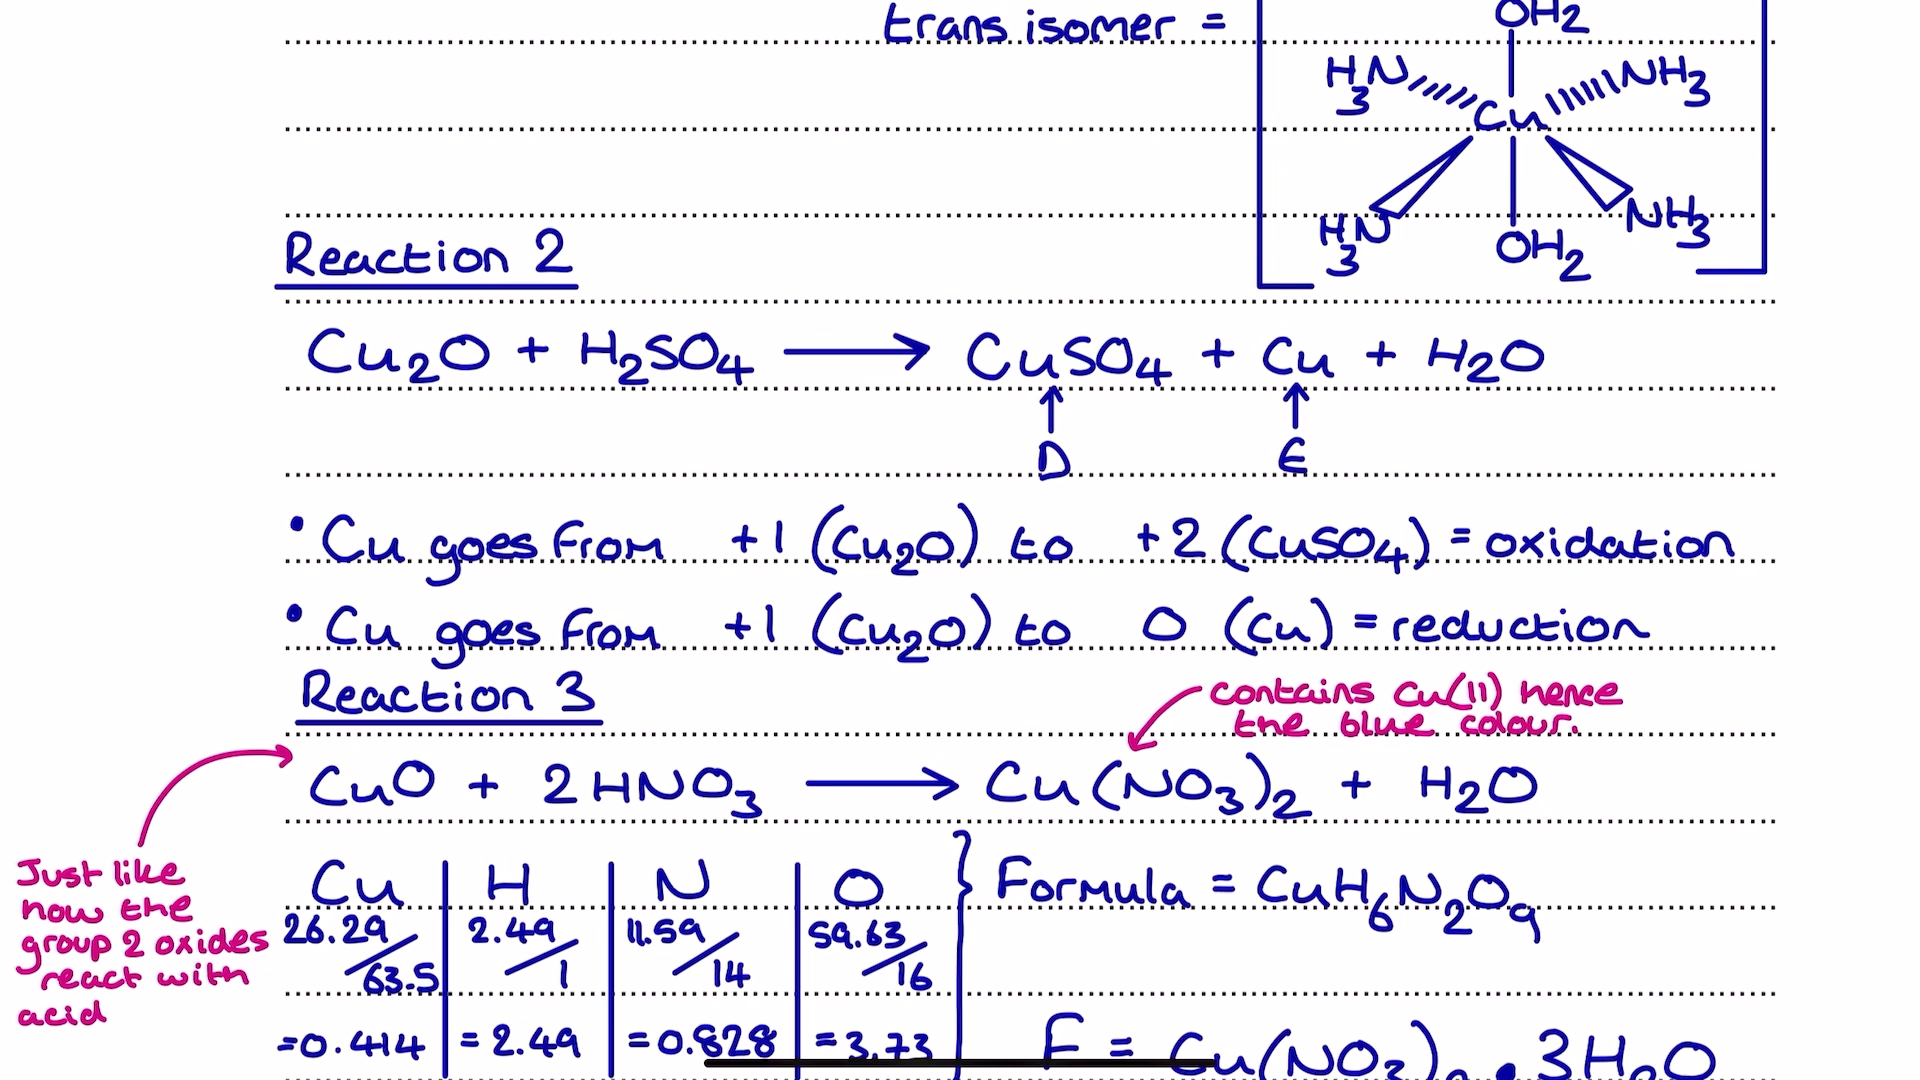 trans isomer =
OH2
H3N NH3
Cu
H3N NH3
OH2
Reaction 2
Cu2O + H2SO4 → CuSO4 + Cu + H2O
↑ ↑
D E
• Cu goes from +1 (Cu2O) to +2 (CuSO4) = oxidation
• Cu goes from +1 (Cu2O) to 0 (Cu) = reduction
Reaction 3
contains Cu(II) hence
the blue colour.
CuO + 2HNO3 → Cu(NO3)2 + H2O
Just like
how the
group 2 oxides
react with
acid
Cu | H | N | O } Formula = CuH6N2O9
26.29/63.5 | 2.49/1 | 11.59/14 | 59.63/16
=0.414 | =2.49 | =0.828 | =3.73
F = Cu(NO3)2 • 3H2O